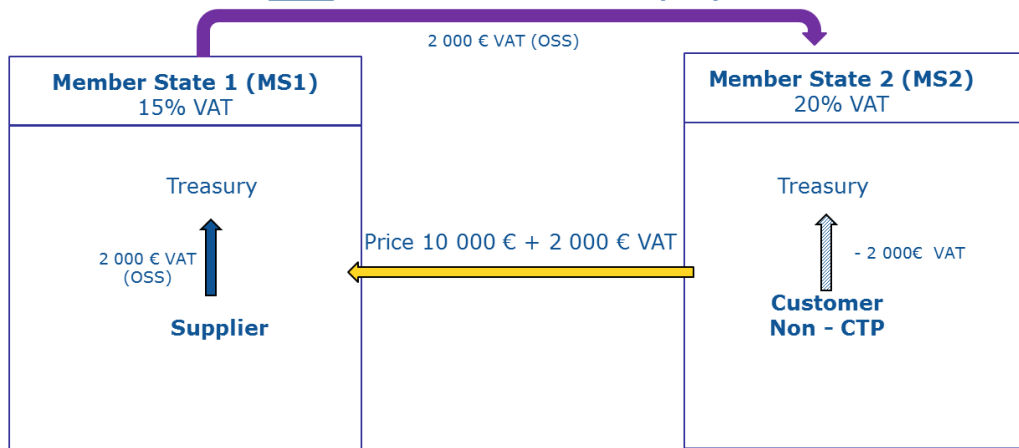 2 000 € VAT (OSS)
Member State 1 (MS1)
15% VAT
Member State 2 (MS2)
20% VAT
Treasury
Treasury
Price 10 000 € + 2 000 € VAT
2 000 € VAT
(OSS)
- 2 000€ VAT
Supplier
Customer
Non - CTP